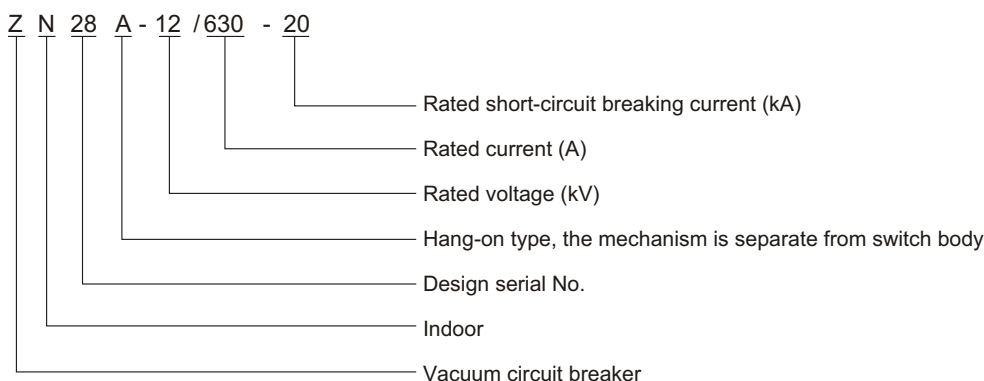 Z N 28 A - 12 / 630 - 20
Rated short-circuit breaking current (kA)
Rated current (A)
Rated voltage (kV)
Hang-on type, the mechanism is separate from switch body
Design serial No.
Indoor
Vacuum circuit breaker